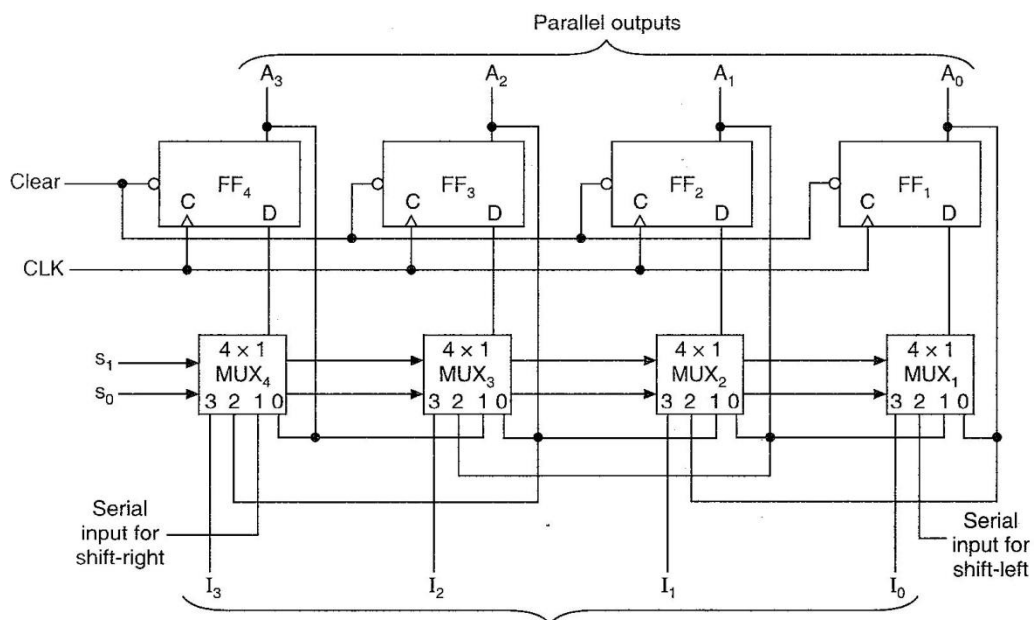 Parallel outputs
A₃ A₂ A₁ A₀
Clear
FF₄ FF₃ FF₂ FF₁
C D C D C D C D
CLK
4 × 1 4 × 1 4 × 1 4 × 1
s₁
MUX₄ MUX₃ MUX₂ MUX₁
s₀
3 2 1 0 3 2 1 0 3 2 1 0 3 2 1 0
Serial
input for
shift-right
Serial
input for
shift-left
I₃ I₂ I₁ I₀